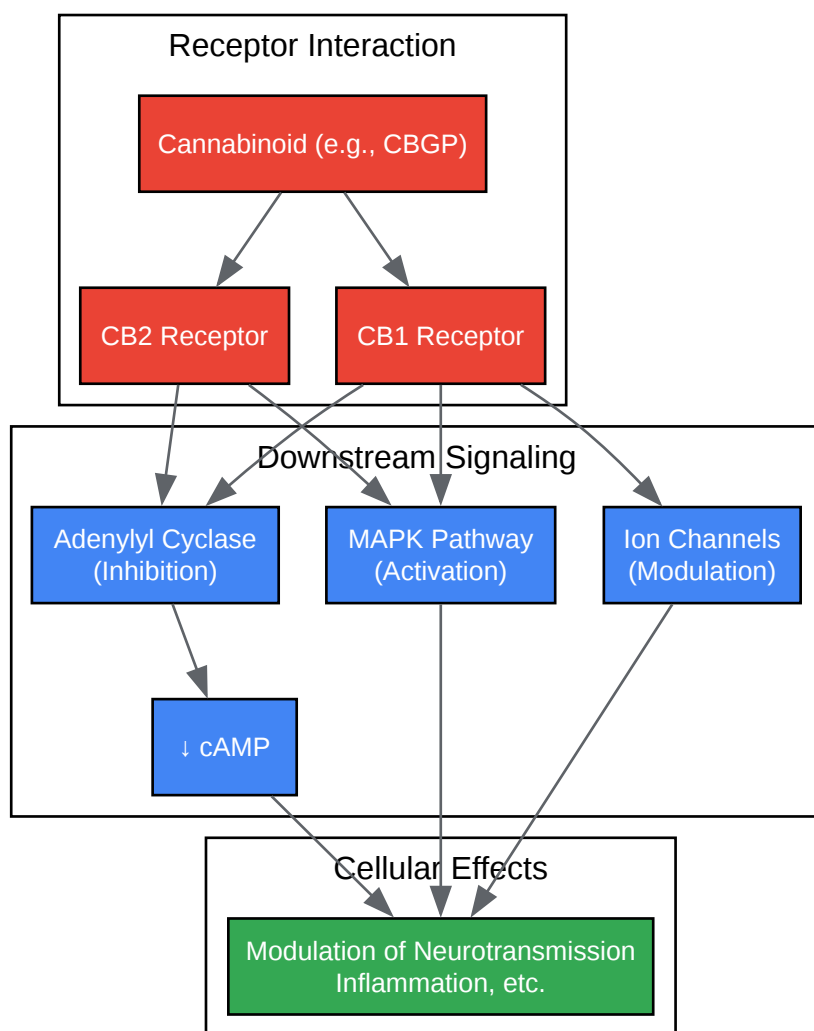 Receptor Interaction
Cannabinoid (e.g., CBGP)
CB2 Receptor
CB1 Receptor
Downstream Signaling
Adenylyl Cyclase
(Inhibition)
MAPK Pathway
(Activation)
Ion Channels
(Modulation)
↓ cAMP
Cellular Effects
Modulation of Neurotransmission
Inflammation, etc.